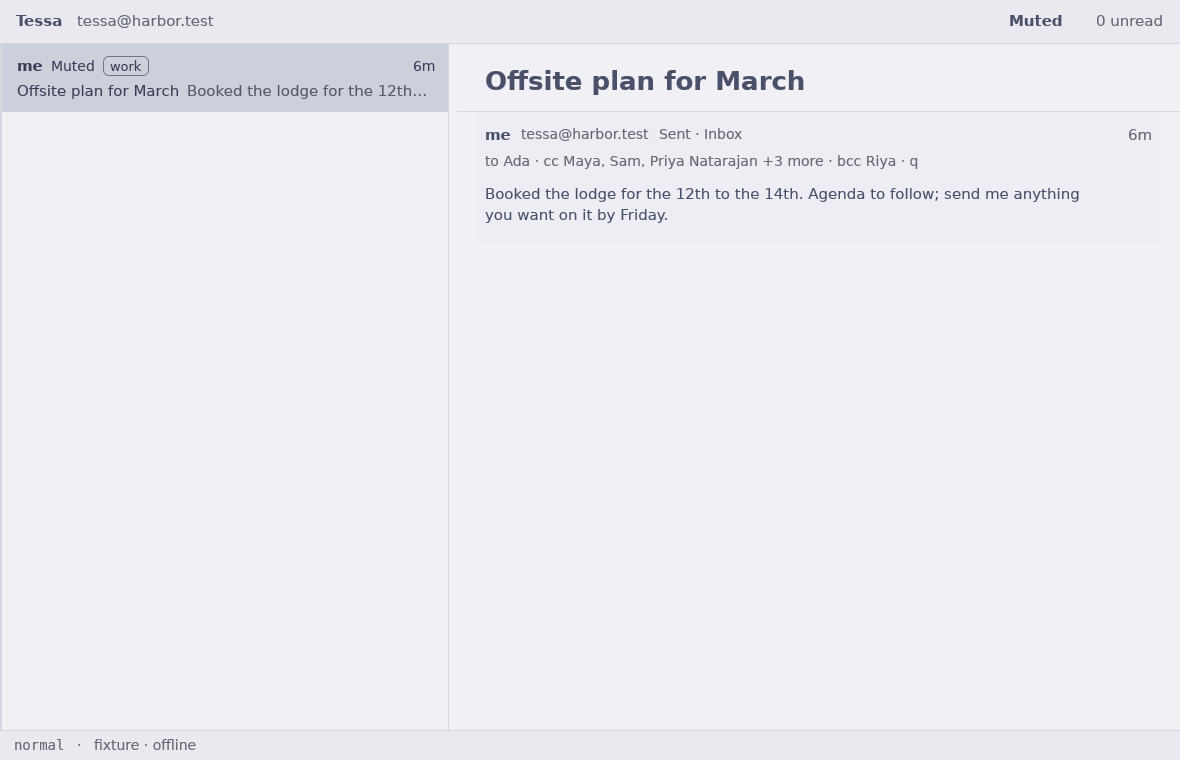 Tessa tessa@harbor.test Muted 0 unread
me Muted work 6m
Offsite plan for March Booked the lodge for the 12th…
Offsite plan for March
me tessa@harbor.test Sent · Inbox 6m
to Ada · cc Maya, Sam, Priya Natarajan +3 more · bcc Riya · q
Booked the lodge for the 12th to the 14th. Agenda to follow; send me anything
you want on it by Friday.
normal · fixture · offline